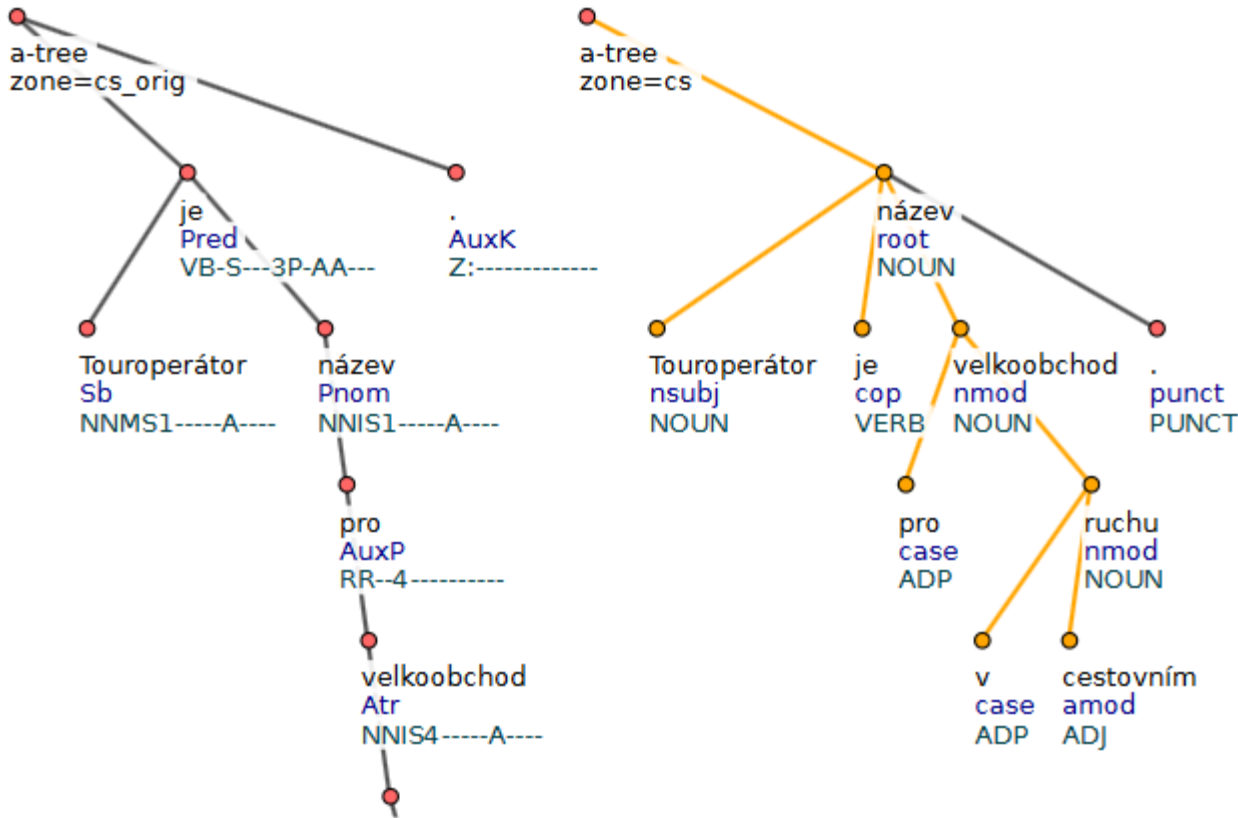 a-tree
zone=cs_orig
je
Pred
VB-S---3P-AA---
.
AuxK
Z:-------------
Touroperátor
Sb
NNMS1-----A----
název
Pnom
NNIS1-----A----
pro
AuxP
RR--4----------
velkoobchod
Atr
NNIS4-----A----
a-tree
zone=cs
název
root
NOUN
Touroperátor
nsubj
NOUN
je
cop
VERB
velkoobchod
nmod
NOUN
.
punct
PUNCT
pro
case
ADP
ruchu
nmod
NOUN
v
case
ADP
cestovním
amod
ADJ